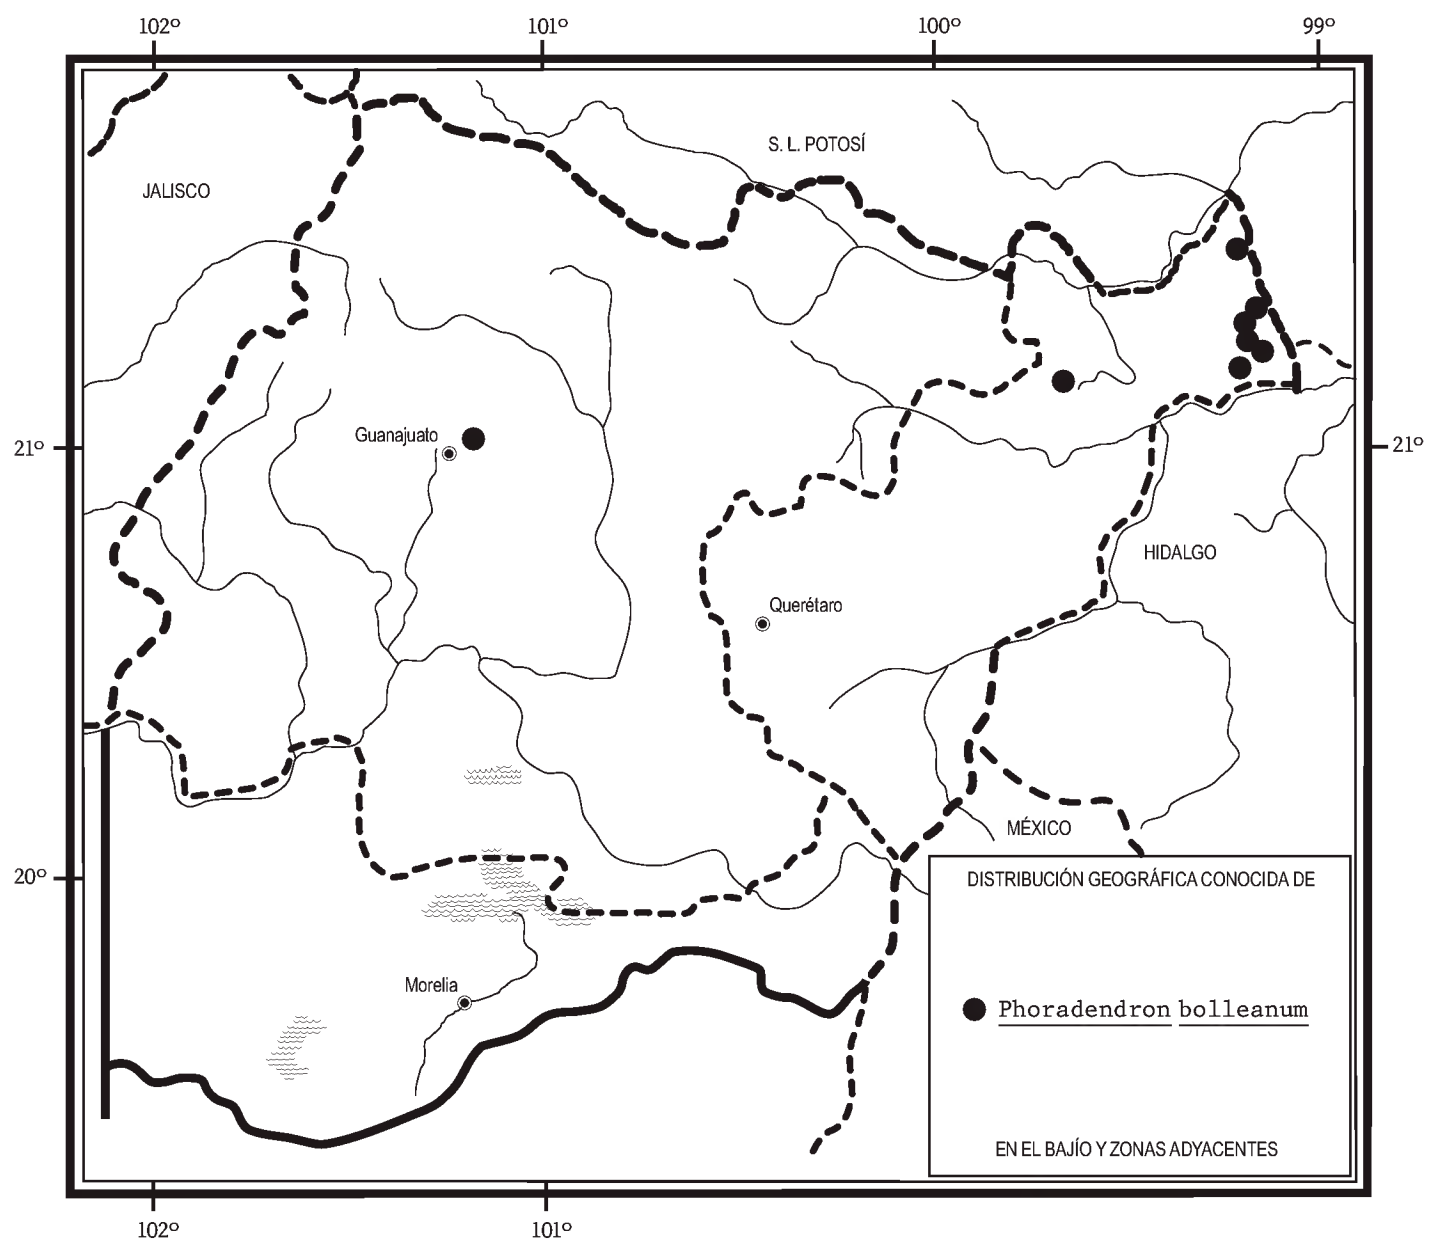 102º 101º 100º 99º
S. L. POTOSÍ
JALISCO
Guanajuato
21º 21º
HIDALGO
Querétaro
MÉXICO
20º
DISTRIBUCIÓN GEOGRÁFICA CONOCIDA DE
Morelia
Phoradendron bolleanum
EN EL BAJÍO Y ZONAS ADYACENTES
102º 101º